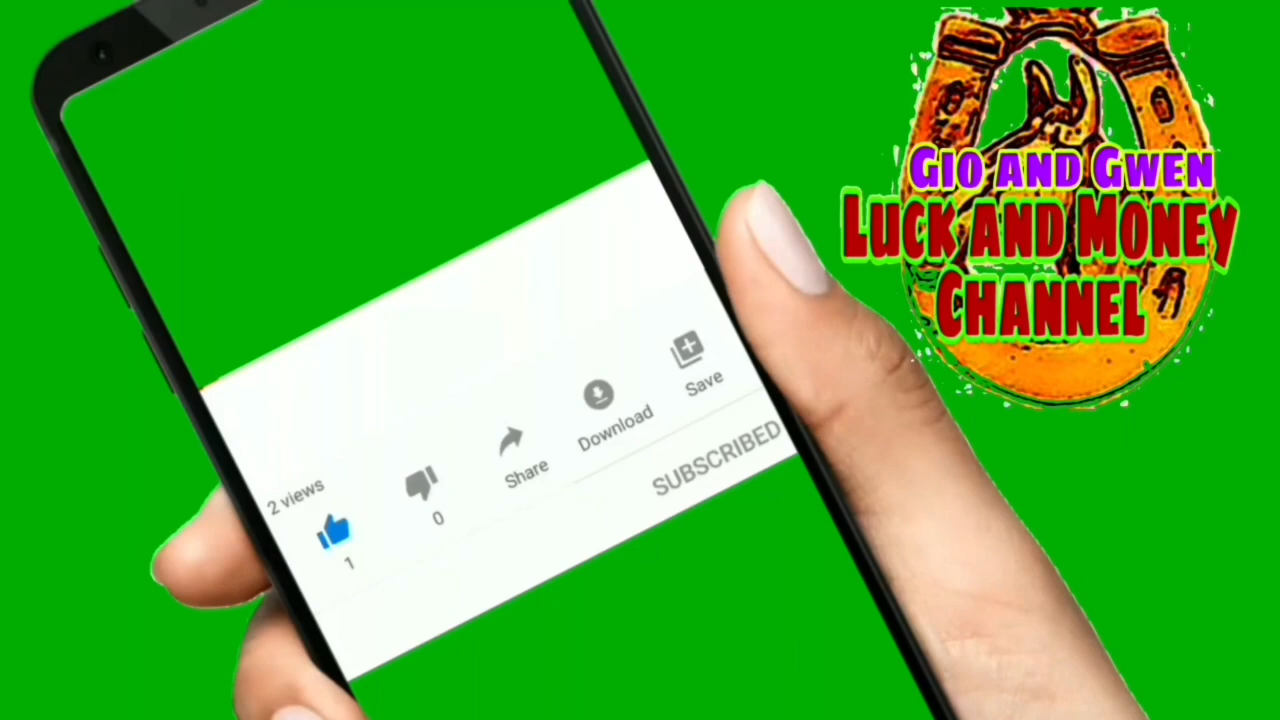 GIO AND GWEN
LUCK AND MONEY
CHANNEL
2 views
1
0
Share
Download
Save
SUBSCRIBED